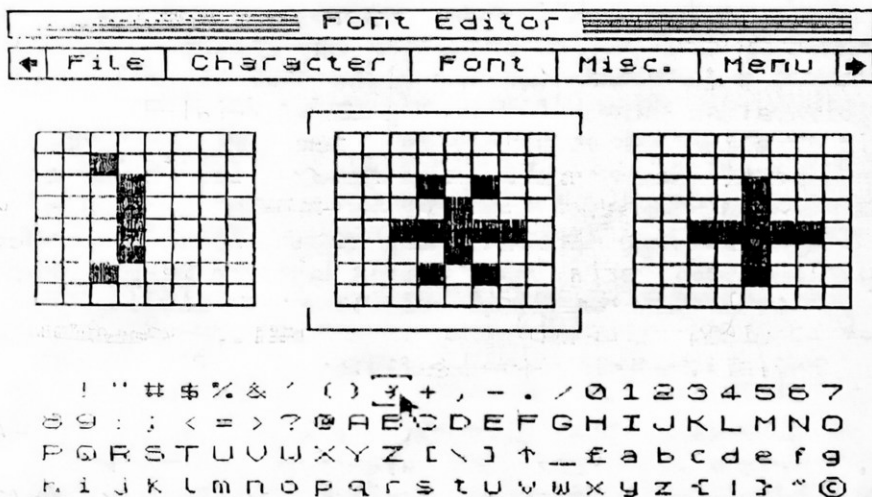 Font Editor
File Character Font Misc. Menu
! " # $ % & ' ( ) * + , - . / 0 1 2 3 4 5 6 7
8 9 : ; < = > ? @ A B C D E F G H I J K L M N O
P Q R S T U V W X Y Z [ \ ] ↑ _ £ a b c d e f g
h i j k l m n o p q r s t u v w x y z { | } ~ ©